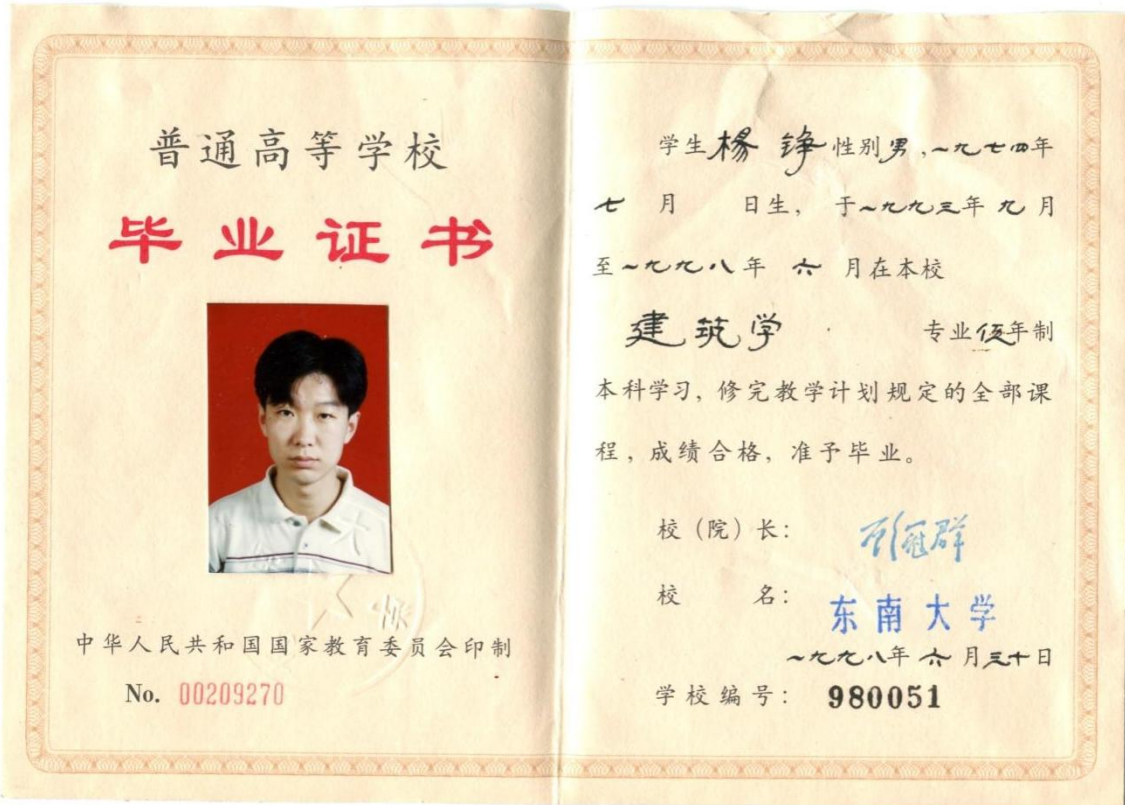 普通高等学校
毕业证书
中华人民共和国国家教育委员会印制
No. 00209270
学生楊 铮性别男,一九七四年
七 月 日生, 于一九九三年九月
至一九九八年 六 月在本校
建筑学 专业伍年制
本科学习, 修完教学计划规定的全部课
程, 成绩合格, 准予毕业。
校(院)长: 顾冠群
校 名: 东南大学
一九九八年六月三十日
学校编号: 980051